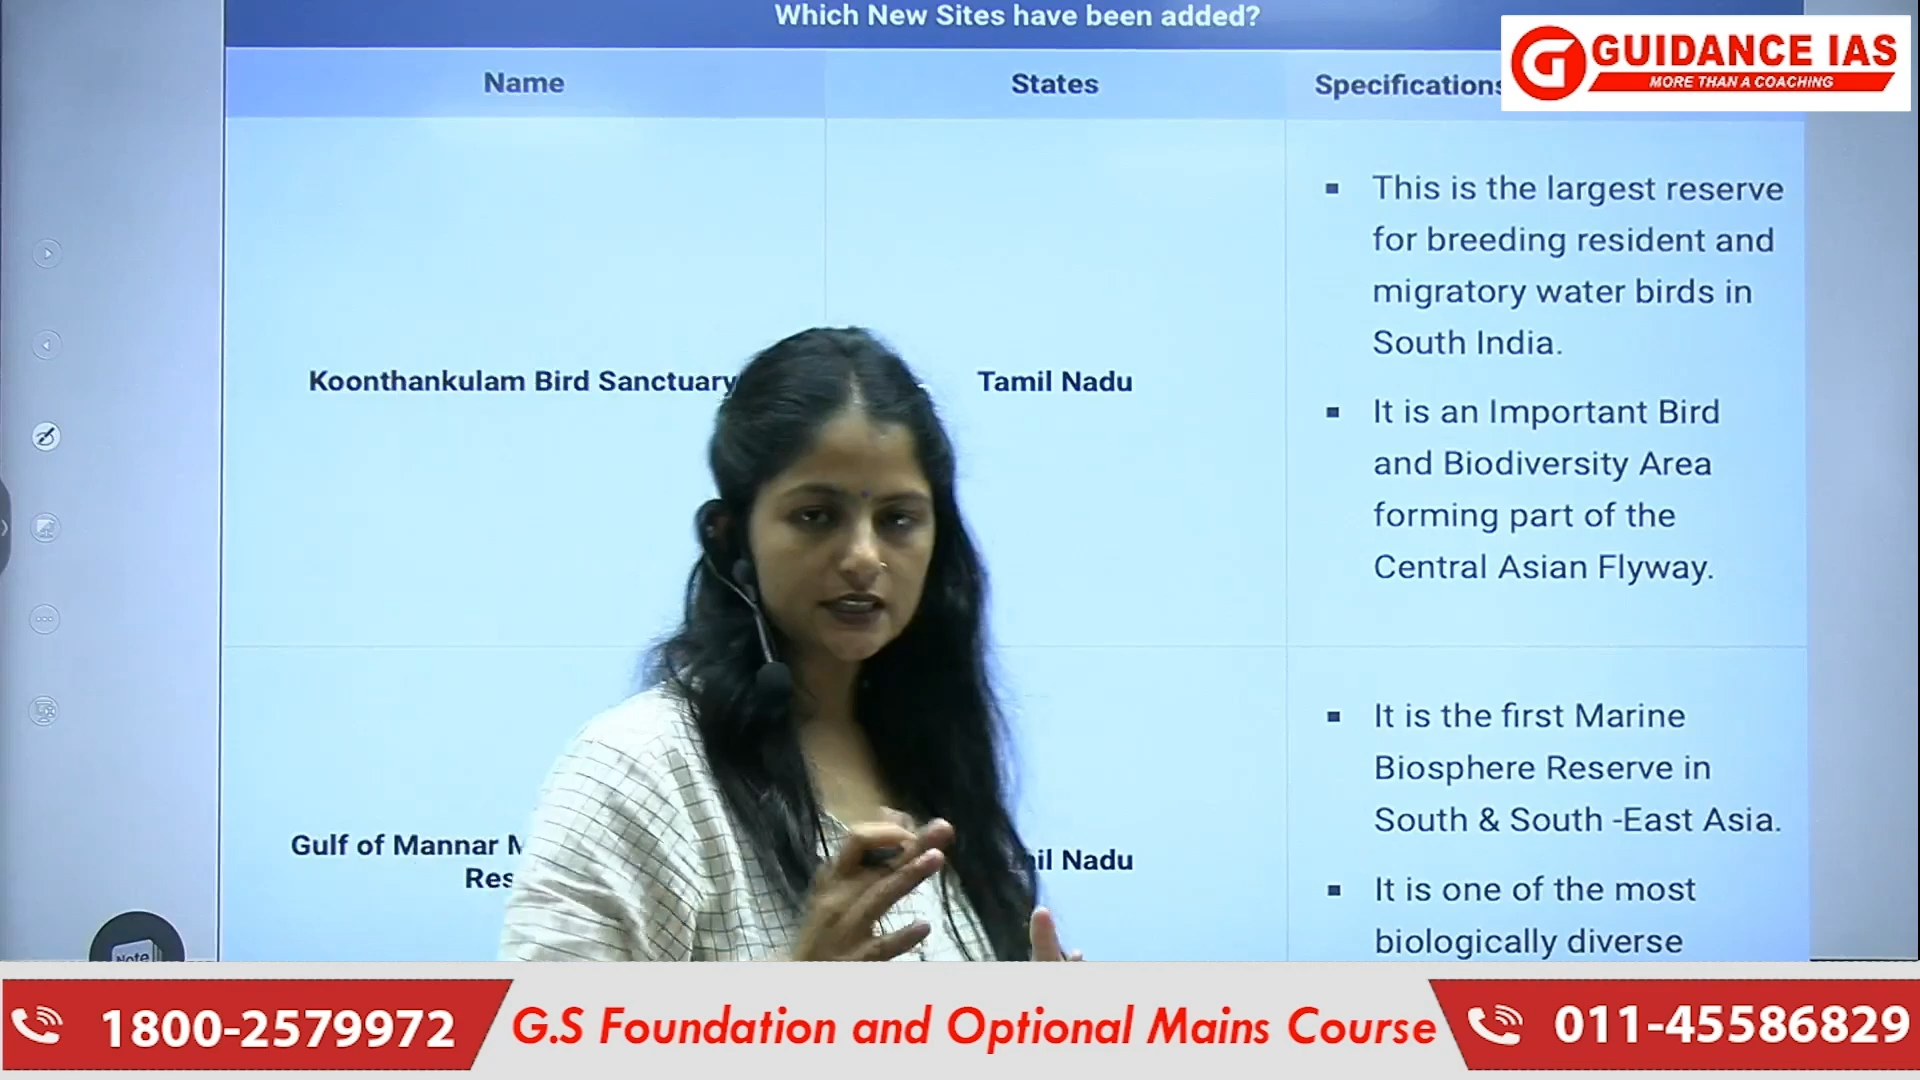 Which New Sites have been added?
GUIDANCE IAS
MORE THAN A COACHING
Name
States
Specifications
This is the largest reserve
for breeding resident and
migratory water birds in
South India.
Koonthankulam Bird Sanctuary
Tamil Nadu
It is an Important Bird
and Biodiversity Area
forming part of the
Central Asian Flyway.
It is the first Marine
Biosphere Reserve in
South & South -East Asia.
Gulf of Mannar
Nadu
It is one of the most
biologically diverse
Note
1800-2579972
G.S Foundation and Optional Mains Course
011-45586829